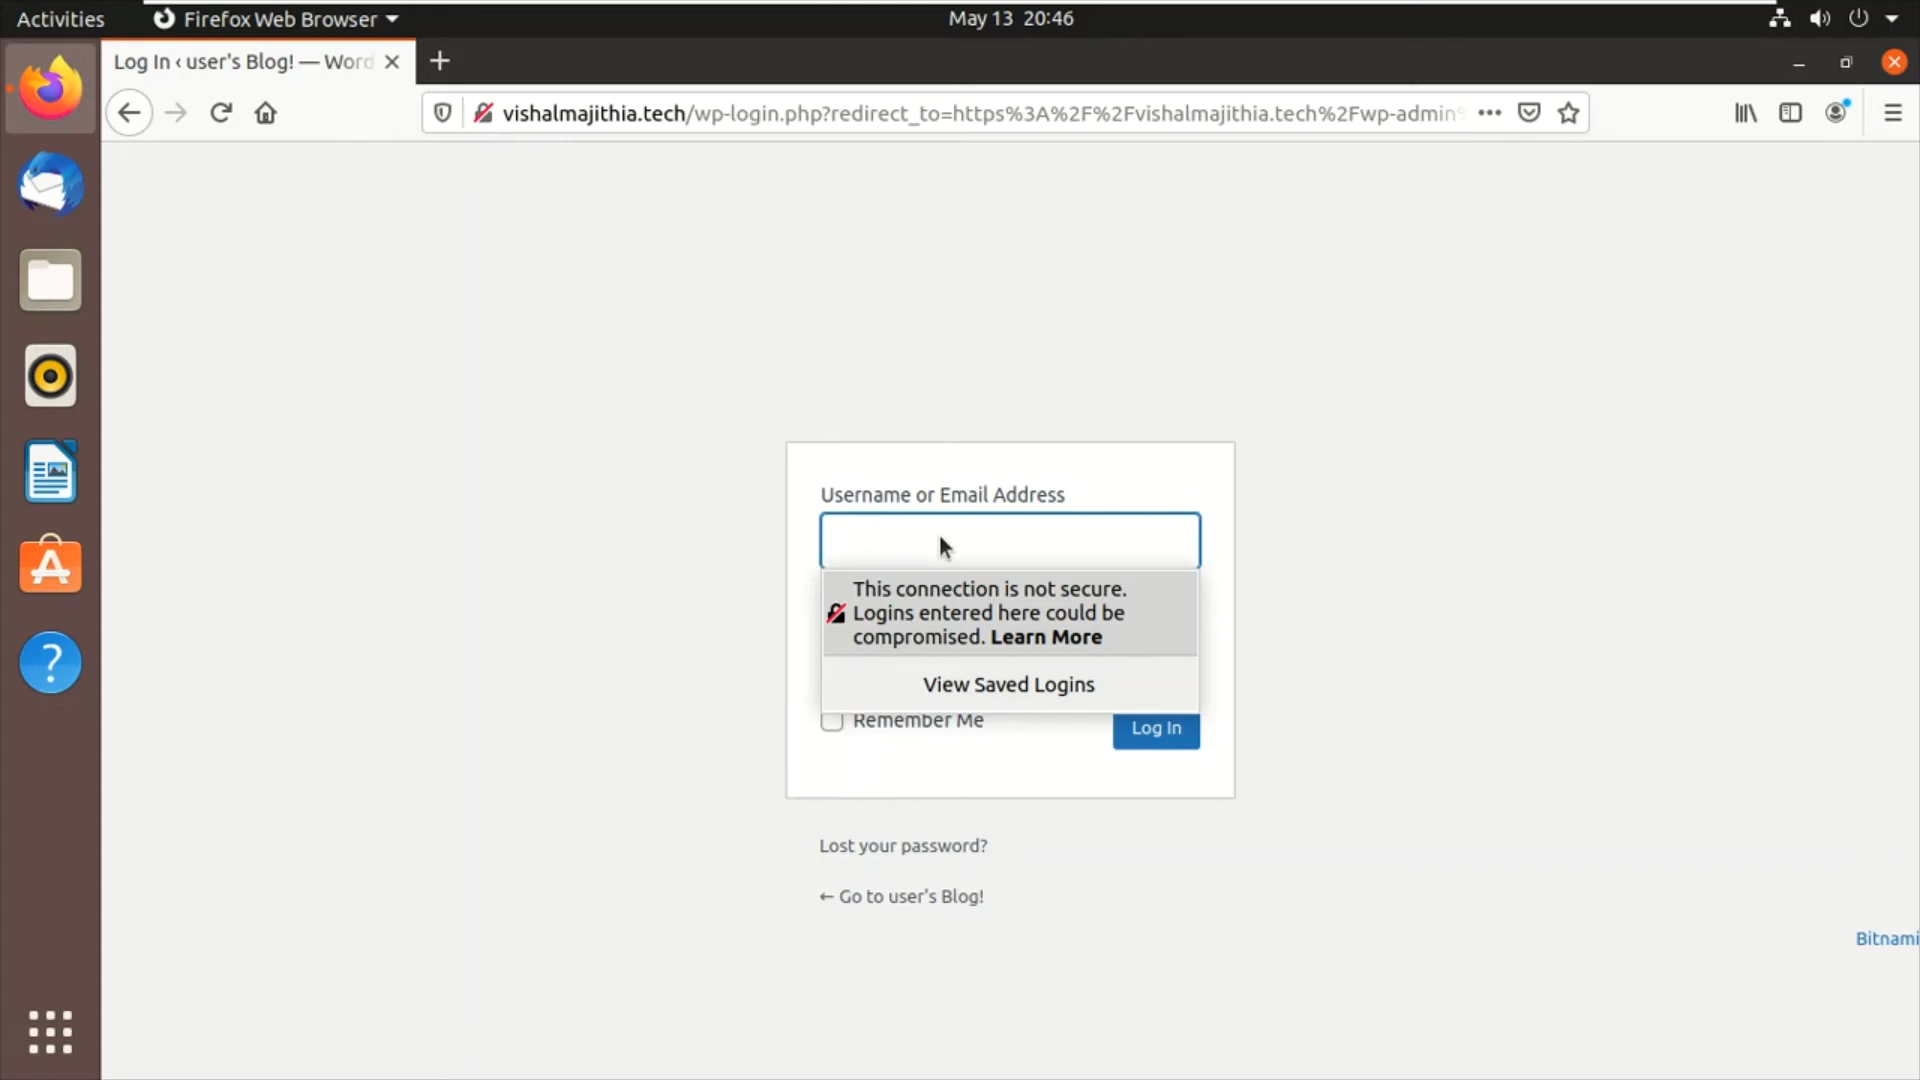 Activities
Firefox Web Browser
May 13 20:46
Log In ‹ user's Blog! — Word
vishalmajithia.tech/wp-login.php?redirect_to=https%3A%2F%2Fvishalmajithia.tech%2Fwp-admin%
Username or Email Address
This connection is not secure.
Logins entered here could be
compromised. Learn More
View Saved Logins
Remember Me
Log In
Lost your password?
← Go to user's Blog!
Bitnami